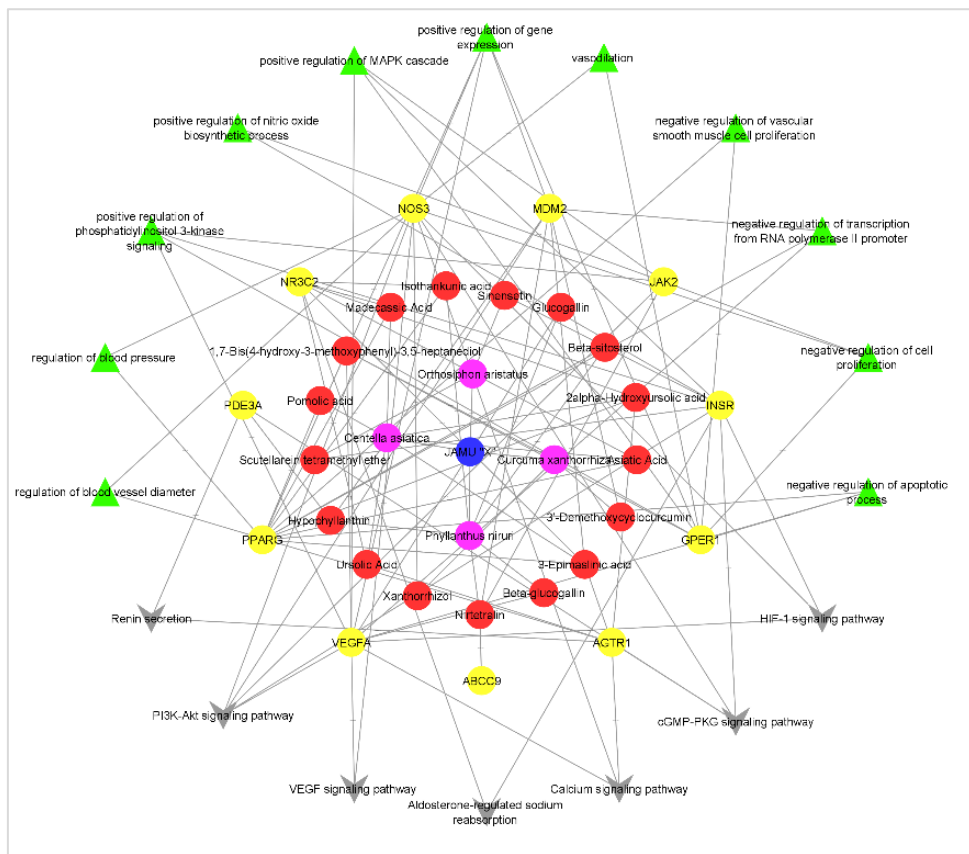 positive regulation of gene
expression
positive regulation of MAPK cascade
vasodilation
positive regulation of nitric oxide
biosynthetic process
negative regulation of vascular
smooth muscle cell proliferation
NOS3
MDM2
positive regulation of
phosphatidylinositol 3-kinase
signaling
negative regulation of transcription
from RNA polymerase II promoter
NR3C2
JAK2
Isothankunic acid
Sinensetin
Madecassic Acid
Glucogallin
1,7-Bis(4-hydroxy-3-methoxyphenyl)-3,5-heptanediol
Beta-sitosterol
regulation of blood pressure
negative regulation of cell
proliferation
Orthosiphon aristatus
PDE3A
Pomolic acid
2alpha-Hydroxyursolic acid
INSR
Centella asiatica
JAMU "X"
Curcuma xanthorrhiza
Asiatic Acid
Scutellarein tetramethyl ether
regulation of blood vessel diameter
negative regulation of apoptotic
process
Hypophyllanthin
3'-Demethoxycyclocurcumin
PPARG
Phyllanthus niruri
GPER1
Ursolic Acid
3-Epimaslinic acid
Xanthorrhizol
Beta-glucogallin
Nirtetralin
Renin secretion
HIF-1 signaling pathway
VEGFA
AGTR1
ABCC9
PI3K-Akt signaling pathway
cGMP-PKG signaling pathway
VEGF signaling pathway
Calcium signaling pathway
Aldosterone-regulated sodium
reabsorption